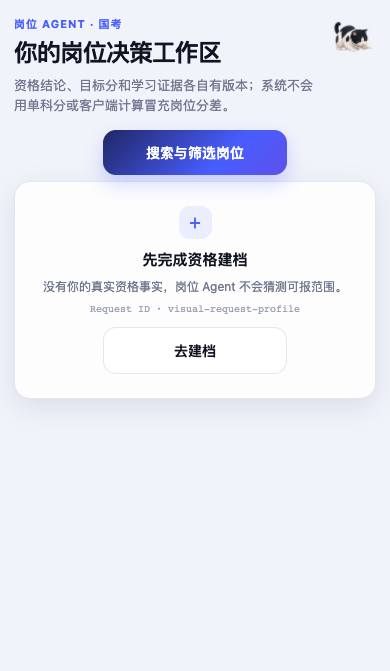 岗位 AGENT · 国考
你的岗位决策工作区
资格结论、目标分和学习证据各自有版本；系统不会
用单科分或客户端计算冒充岗位分差。
搜索与筛选岗位
+
先完成资格建档
没有你的真实资格事实，岗位 Agent 不会猜测可报范围。
Request ID · visual-request-profile
去建档